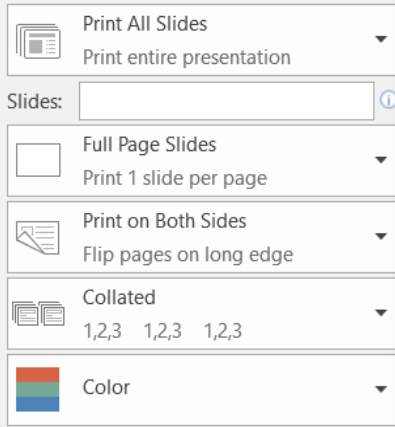 Print All Slides
Print entire presentation
Slides:
Full Page Slides
Print 1 slide per page
Print on Both Sides
Flip pages on long edge
Collated
1,2,3 1,2,3 1,2,3
Color